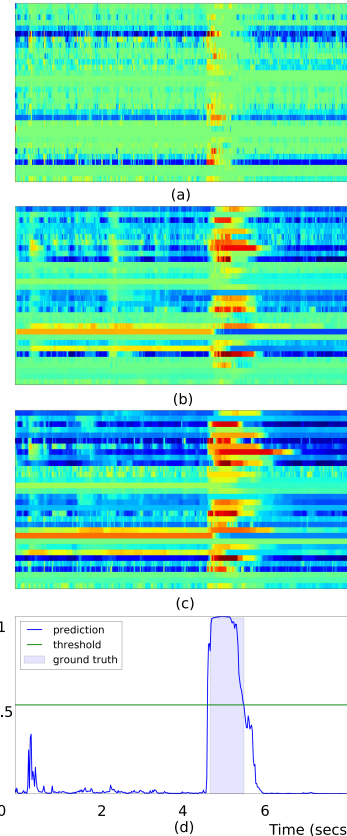 (a)
(b)
(c)
1
prediction
threshold
ground truth
.5
0 2 4 6
(d) Time (secs